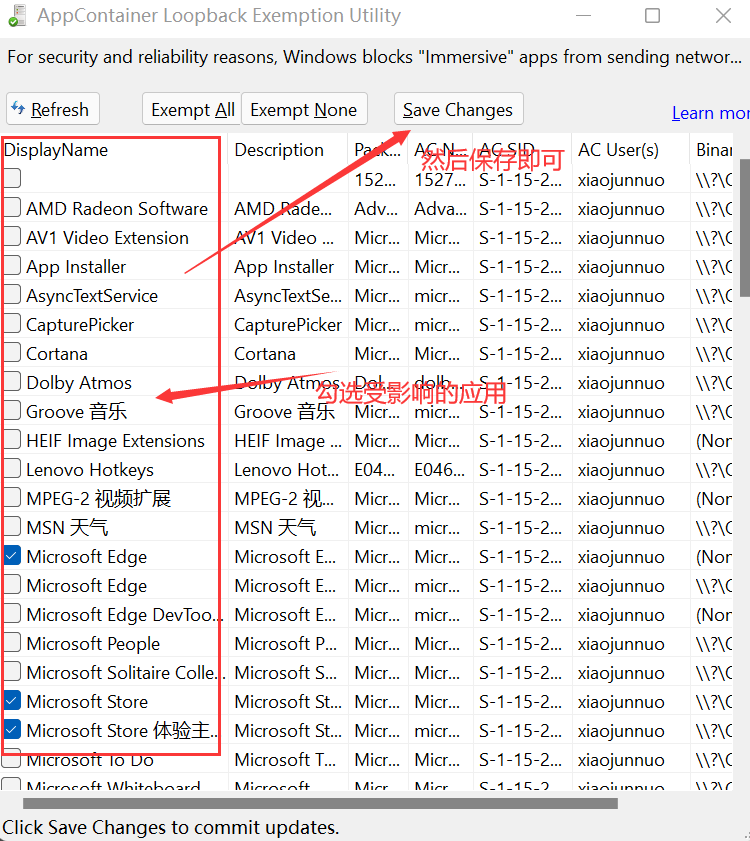 AppContainer Loopback Exemption Utility
For security and reliability reasons, Windows blocks "Immersive" apps from sending networ...
Refresh Exempt All Exempt None Save Changes Learn mor
DisplayName Description Pack... AC N... AC SID AC User(s) Binar
然后保存即可
152... 1527... S-1-15-2... xiaojunnuo \\?\C
AMD Radeon Software AMD Rade... Adv... Adva... S-1-15-2... xiaojunnuo \\?\C
AV1 Video Extension AV1 Video ... Micr... Micr... S-1-15-2... xiaojunnuo \\?\C
App Installer App Installer Micr... Micr... S-1-15-2... xiaojunnuo \\?\C
AsyncTextService AsyncTextSe... Micr... micr... S-1-15-2... xiaojunnuo \\?\C
CapturePicker CapturePicker Micr... micr... S-1-15-2... xiaojunnuo \\?\C
Cortana Cortana Micr... Micr... S-1-15-2... xiaojunnuo \\?\C
Dolby Atmos Dolby Atmos Dol... dolb... S-1-15-2... xiaojunnuo \\?\C
勾选受影响的应用
Groove 音乐 Groove 音乐 Micr... micr... S-1-15-2... xiaojunnuo \\?\C
HEIF Image Extensions HEIF Image ... Micr... Micr... S-1-15-2... xiaojunnuo (Non
Lenovo Hotkeys Lenovo Hot... E04... E046... S-1-15-2... xiaojunnuo \\?\C
MPEG-2 视频扩展 MPEG-2 视... Micr... Micr... S-1-15-2... xiaojunnuo (Non
MSN 天气 MSN 天气 Micr... micr... S-1-15-2... xiaojunnuo \\?\C
Microsoft Edge Microsoft E... Micr... Micr... S-1-15-2... xiaojunnuo (Non
Microsoft Edge Microsoft E... Micr... micr... S-1-15-2... xiaojunnuo \\?\C
Microsoft Edge DevToo... Microsoft E... Micr... micr... S-1-15-2... xiaojunnuo (Non
Microsoft People Microsoft P... Micr... micr... S-1-15-2... xiaojunnuo \\?\C
Microsoft Solitaire Colle... Microsoft S... Micr... micr... S-1-15-2... xiaojunnuo \\?\C
Microsoft Store Microsoft St... Micr... Micr... S-1-15-2... xiaojunnuo \\?\C
Microsoft Store 体验主... Microsoft St... Micr... micr... S-1-15-2... xiaojunnuo \\?\C
Microsoft To Do Microsoft T... Micr... Micr... S-1-15-2... xiaojunnuo \\?\C
Microsoft Whiteboard Microsoft Micr... Micr... S-1-15-2... xiaojunnuo \\?\C
Click Save Changes to commit updates.